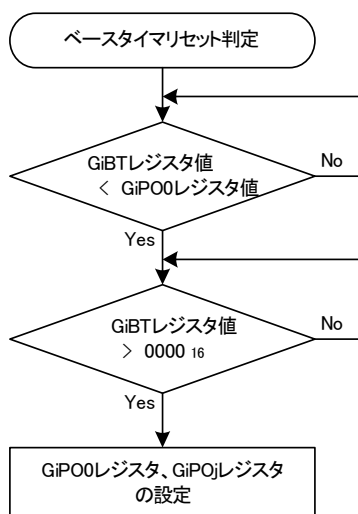 ベースタイマリセット判定
GiBTレジスタ値
< GiPO0レジスタ値
No
Yes
GiBTレジスタ値
> 0000 16
No
Yes
GiPO0レジスタ、GiPOjレジスタ
の設定